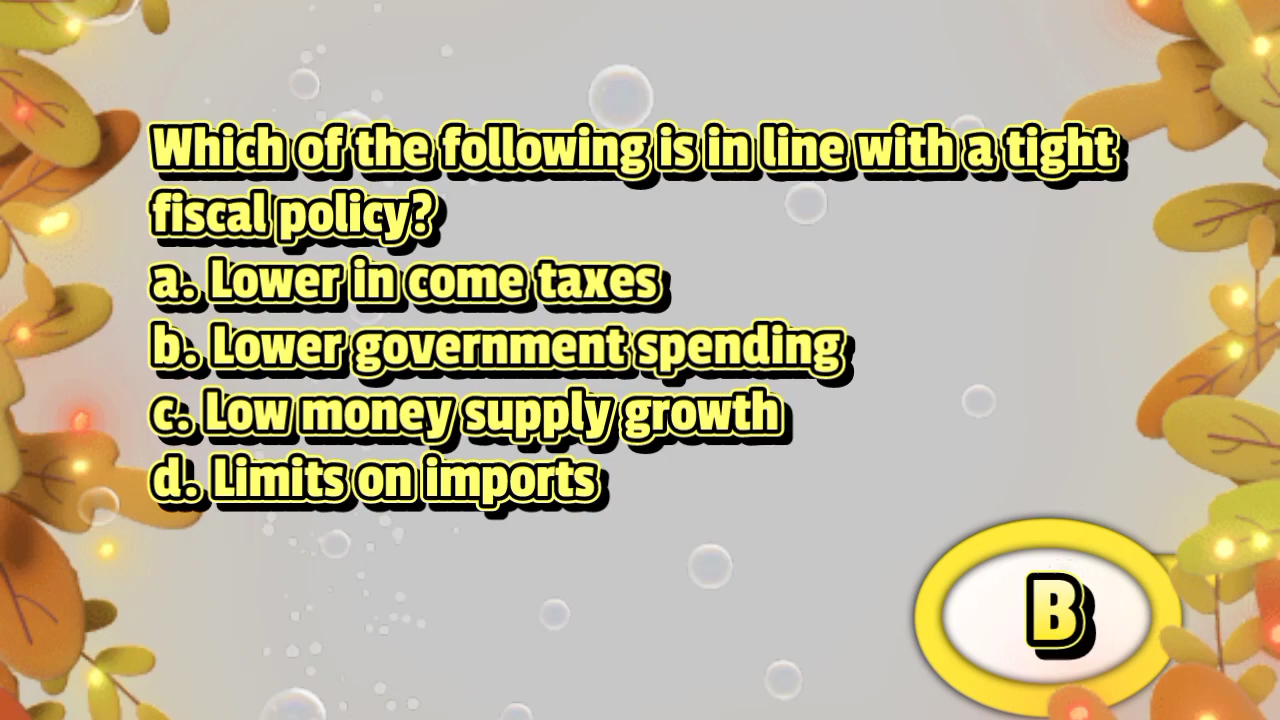 Which of the following is in line with a tight
fiscal policy?
a. Lower in come taxes
b. Lower government spending
c. Low money supply growth
d. Limits on imports
B